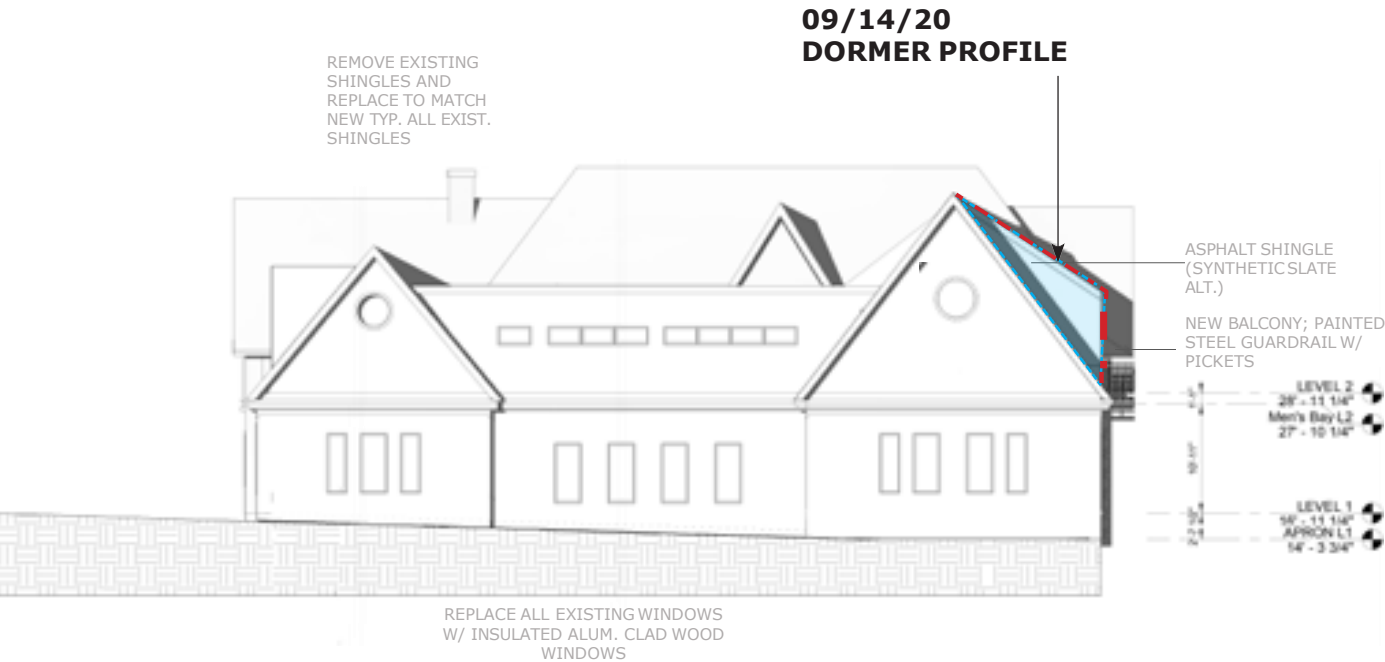 09/14/20
DORMER PROFILE
REMOVE EXISTING
SHINGLES AND
REPLACE TO MATCH
NEW TYP. ALL EXIST.
SHINGLES
ASPHALT SHINGLE
(SYNTHETIC SLATE
ALT.)
NEW BALCONY; PAINTED
STEEL GUARDRAIL W/
PICKETS
LEVEL 2
28' - 11 1/4"
Men's Bay L2
27' - 10 1/4"
LEVEL 1
11 1/4"
APRON L1
14' - 3 3/4"
REPLACE ALL EXISTING WINDOWS
W/ INSULATED ALUM. CLAD WOOD
WINDOWS